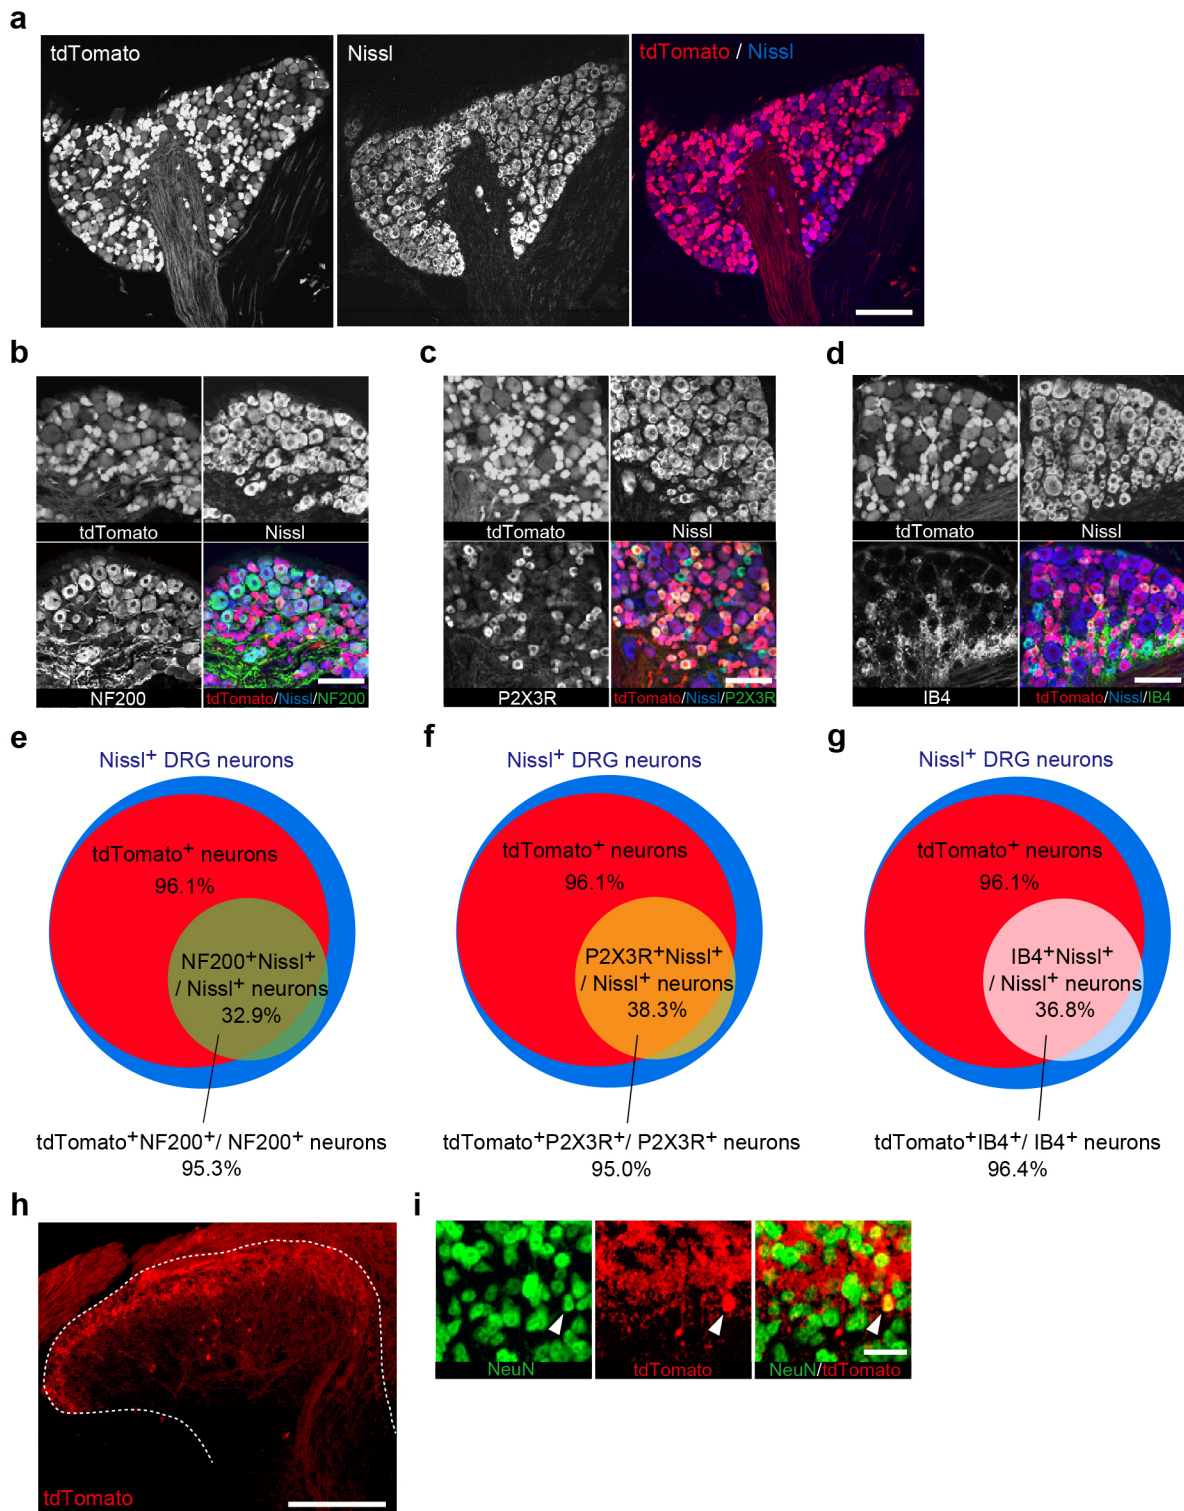 a
tdTomato
Nissl
tdTomato / Nissl
b
c
d
tdTomato
Nissl
tdTomato
Nissl
tdTomato
Nissl
NF200
tdTomato/Nissl/NF200
P2X3R
tdTomato/Nissl/P2X3R
IB4
tdTomato/Nissl/IB4
e
f
g
Nissl⁺ DRG neurons
tdTomato⁺ neurons
96.1%
NF200⁺Nissl⁺
/ Nissl⁺ neurons
32.9%
tdTomato⁺NF200⁺/ NF200⁺ neurons
95.3%
Nissl⁺ DRG neurons
tdTomato⁺ neurons
96.1%
P2X3R⁺Nissl⁺
/ Nissl⁺ neurons
38.3%
tdTomato⁺P2X3R⁺/ P2X3R⁺ neurons
95.0%
Nissl⁺ DRG neurons
tdTomato⁺ neurons
96.1%
IB4⁺Nissl⁺
/ Nissl⁺ neurons
36.8%
tdTomato⁺IB4⁺/ IB4⁺ neurons
96.4%
h
tdTomato
i
NeuN
tdTomato
NeuN/tdTomato